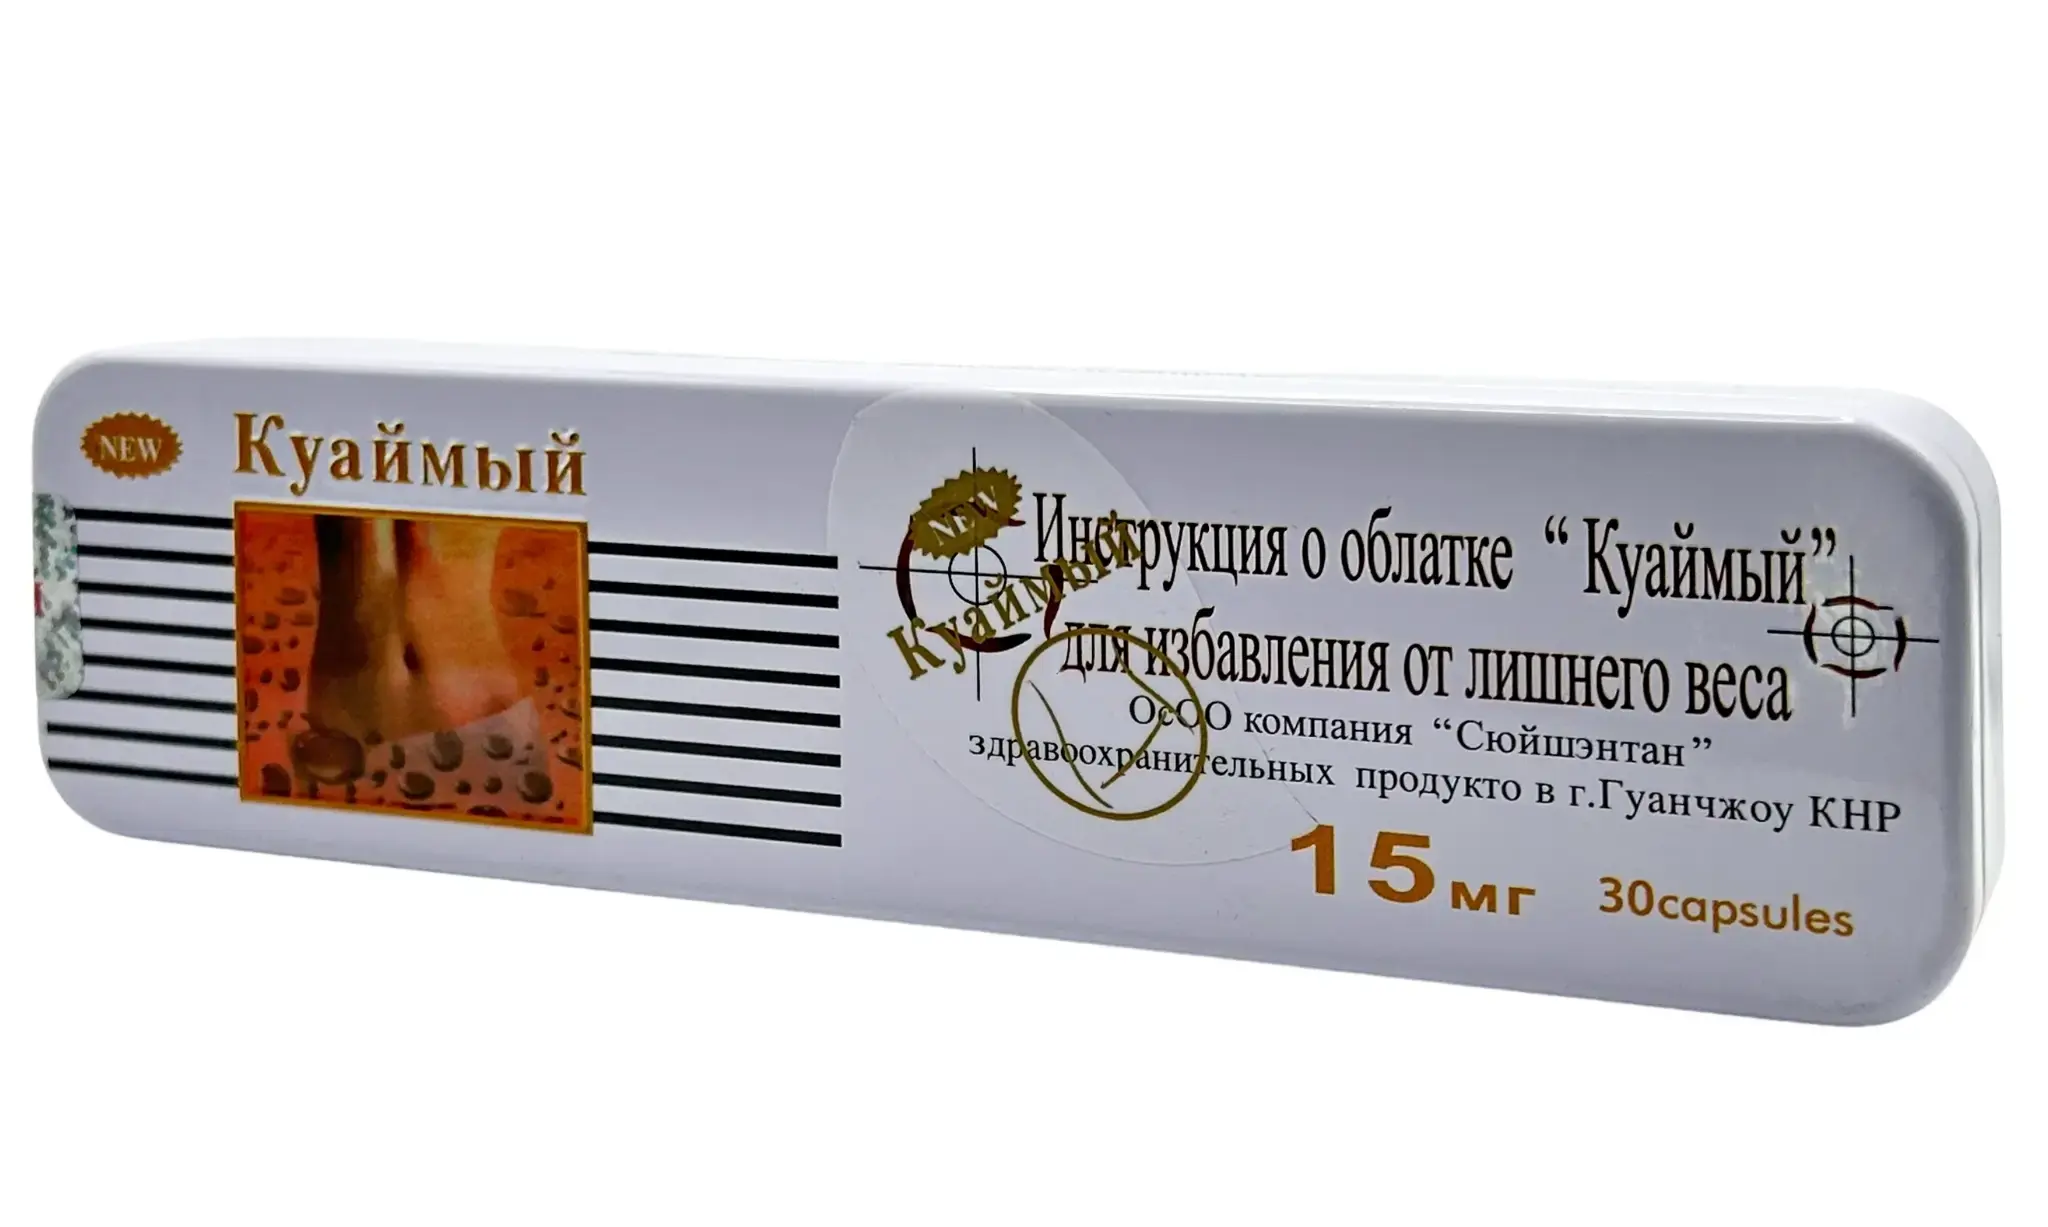 NEW
Куаймый
NEW
Куаймый
Инструкция о облатке “ Куаймый”
для избавления от лишнего веса
ОсОО компания “Сюйшэнтан”
здравоохранительных продукто в г.Гуанчжоу КНР
15мг
30capsules